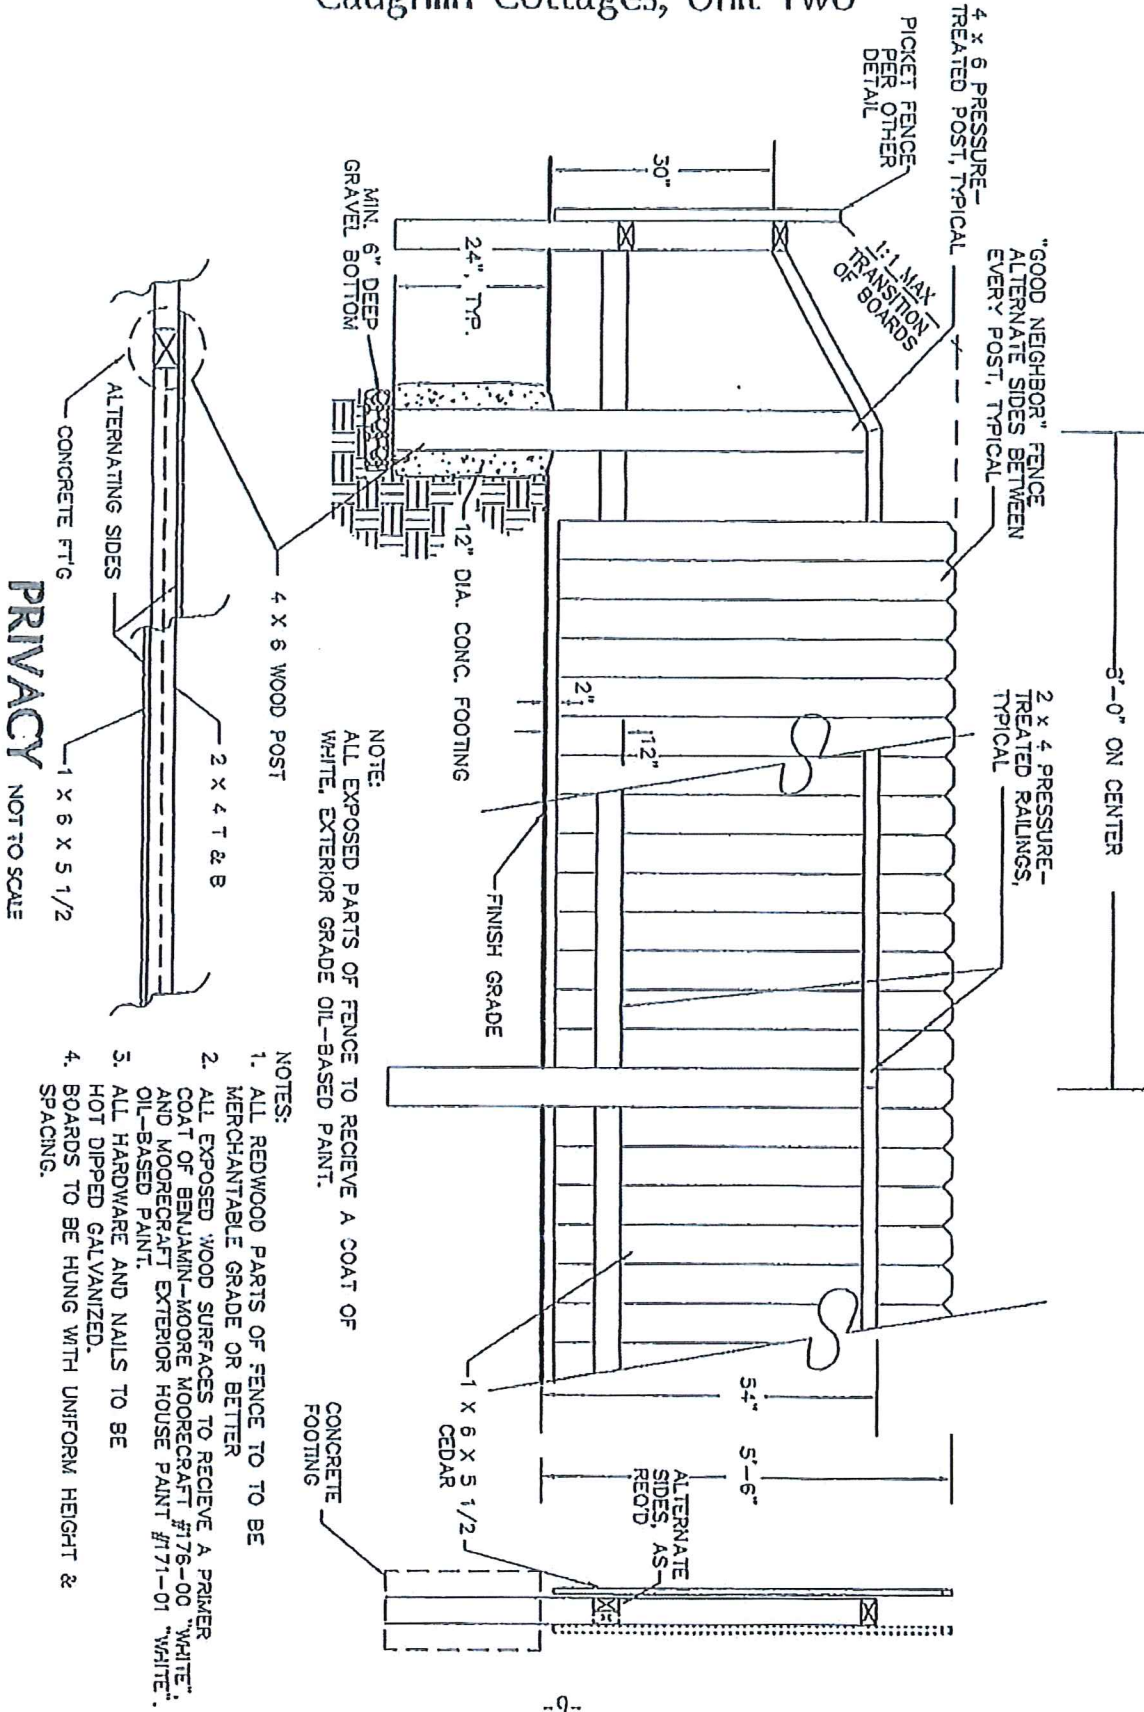 Caughlin Cottages, Unit Two
8'-0" ON CENTER
4 x 6 PRESSURE-
TREATED POST, TYPICAL
PICKET FENCE
PER OTHER
DETAIL
"GOOD NEIGHBOR" FENCE
ALTERNATE SIDES BETWEEN
EVERY POST, TYPICAL
2 x 4 PRESSURE-
TREATED RAILINGS,
TYPICAL
1:1 MAX
TRANSITION
OF BOARDS
30"
24", TYP.
MIN. 6" DEEP
GRAVEL BOTTOM
12" DIA. CONC. FOOTING
2"
12"
FINISH GRADE
54"
5'-6"
ALTERNATE
SIDES, AS
REQ'D
1 X 6 X 5 1/2
CEDAR
CONCRETE
FOOTING
4 X 6 WOOD POST
NOTE:
ALL EXPOSED PARTS OF FENCE TO RECIEVE A COAT OF
WHITE, EXTERIOR GRADE OIL-BASED PAINT.
2 X 4 T & B
ALTERNATING SIDES
CONCRETE FT'G
1 X 6 X 5 1/2
PRIVACY NOT TO SCALE
NOTES:
1. ALL REDWOOD PARTS OF FENCE TO TO BE
MERCHANTABLE GRADE OR BETTER
2. ALL EXPOSED WOOD SURFACES TO RECIEVE A PRIMER
COAT OF BENJAMIN-MOORE MOORECRAFT #176-00 "WHITE",
AND MOORECRAFT EXTERIOR HOUSE PAINT #171-01 "WHITE".
OIL-BASED PAINT.
3. ALL HARDWARE AND NAILS TO BE
HOT DIPPED GALVANIZED.
4. BOARDS TO BE HUNG WITH UNIFORM HEIGHT &
SPACING.